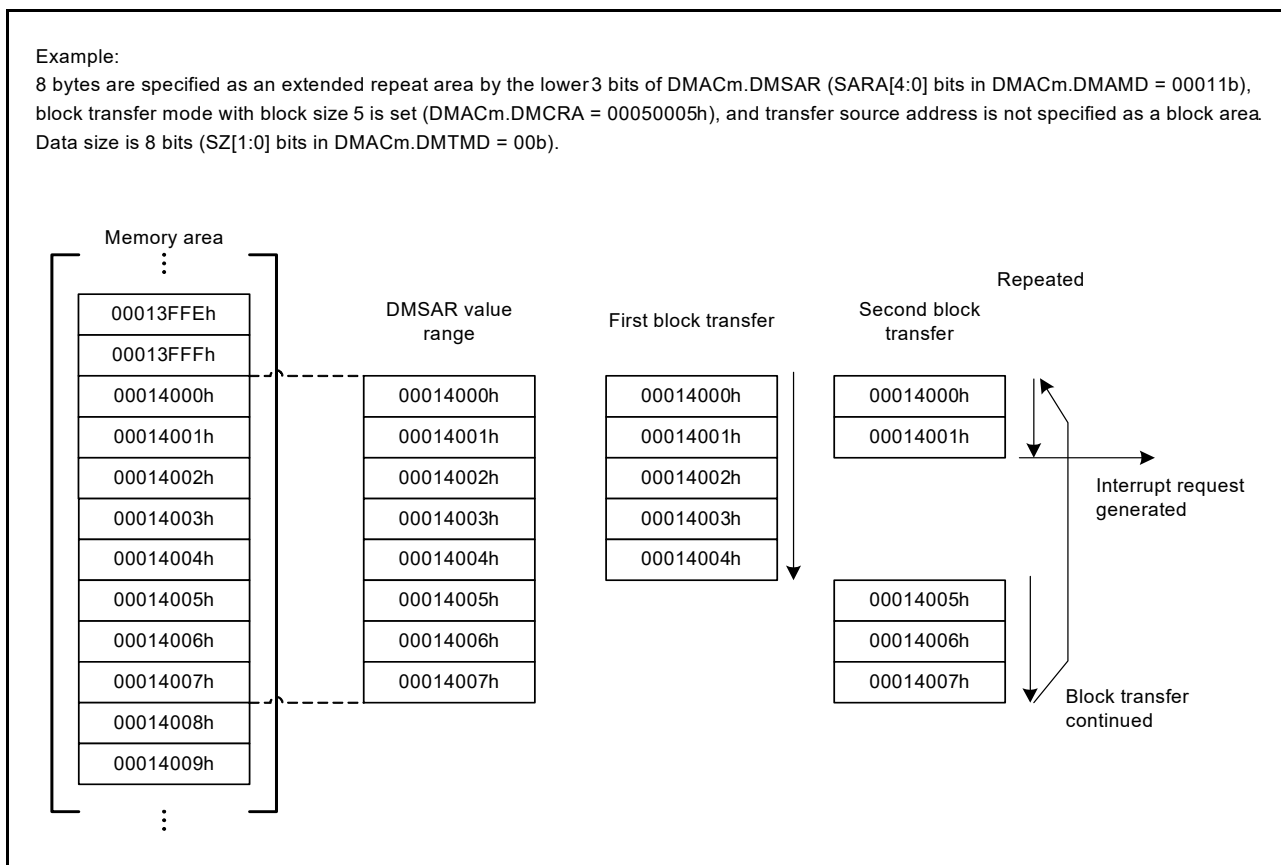 Example:
8 bytes are specified as an extended repeat area by the lower 3 bits of DMACm.DMSAR (SARA[4:0] bits in DMACm.DMAMD = 00011b),
block transfer mode with block size 5 is set (DMACm.DMCRA = 00050005h), and transfer source address is not specified as a block area.
Data size is 8 bits (SZ[1:0] bits in DMACm.DMTMD = 00b).
Memory area
⋮
00013FFEh
00013FFFh
00014000h
00014001h
00014002h
00014003h
00014004h
00014005h
00014006h
00014007h
00014008h
00014009h
⋮
DMSAR value
range
00014000h
00014001h
00014002h
00014003h
00014004h
00014005h
00014006h
00014007h
First block transfer
00014000h
00014001h
00014002h
00014003h
00014004h
Second block
transfer
00014000h
00014001h
00014005h
00014006h
00014007h
Repeated
Interrupt request
generated
Block transfer
continued